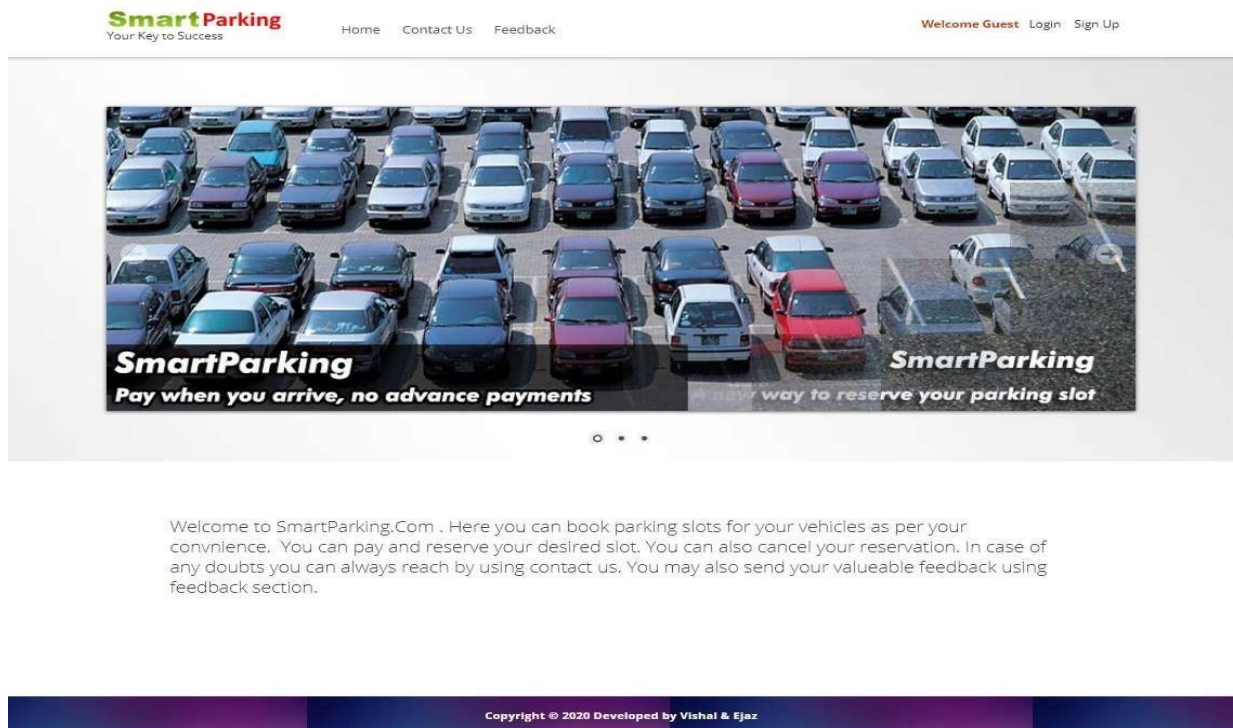 SmartParking
Your Key to Success
Home Contact Us Feedback
Welcome Guest Login Sign Up
SmartParking
Pay when you arrive, no advance payments
SmartParking
A new way to reserve your parking slot
Welcome to SmartParking.Com . Here you can book parking slots for your vehicles as per your
convnience. You can pay and reserve your desired slot. You can also cancel your reservation. In case of
any doubts you can always reach by using contact us. You may also send your valueable feedback using
feedback section.
Copyright © 2020 Developed by Vishal & Ejaz